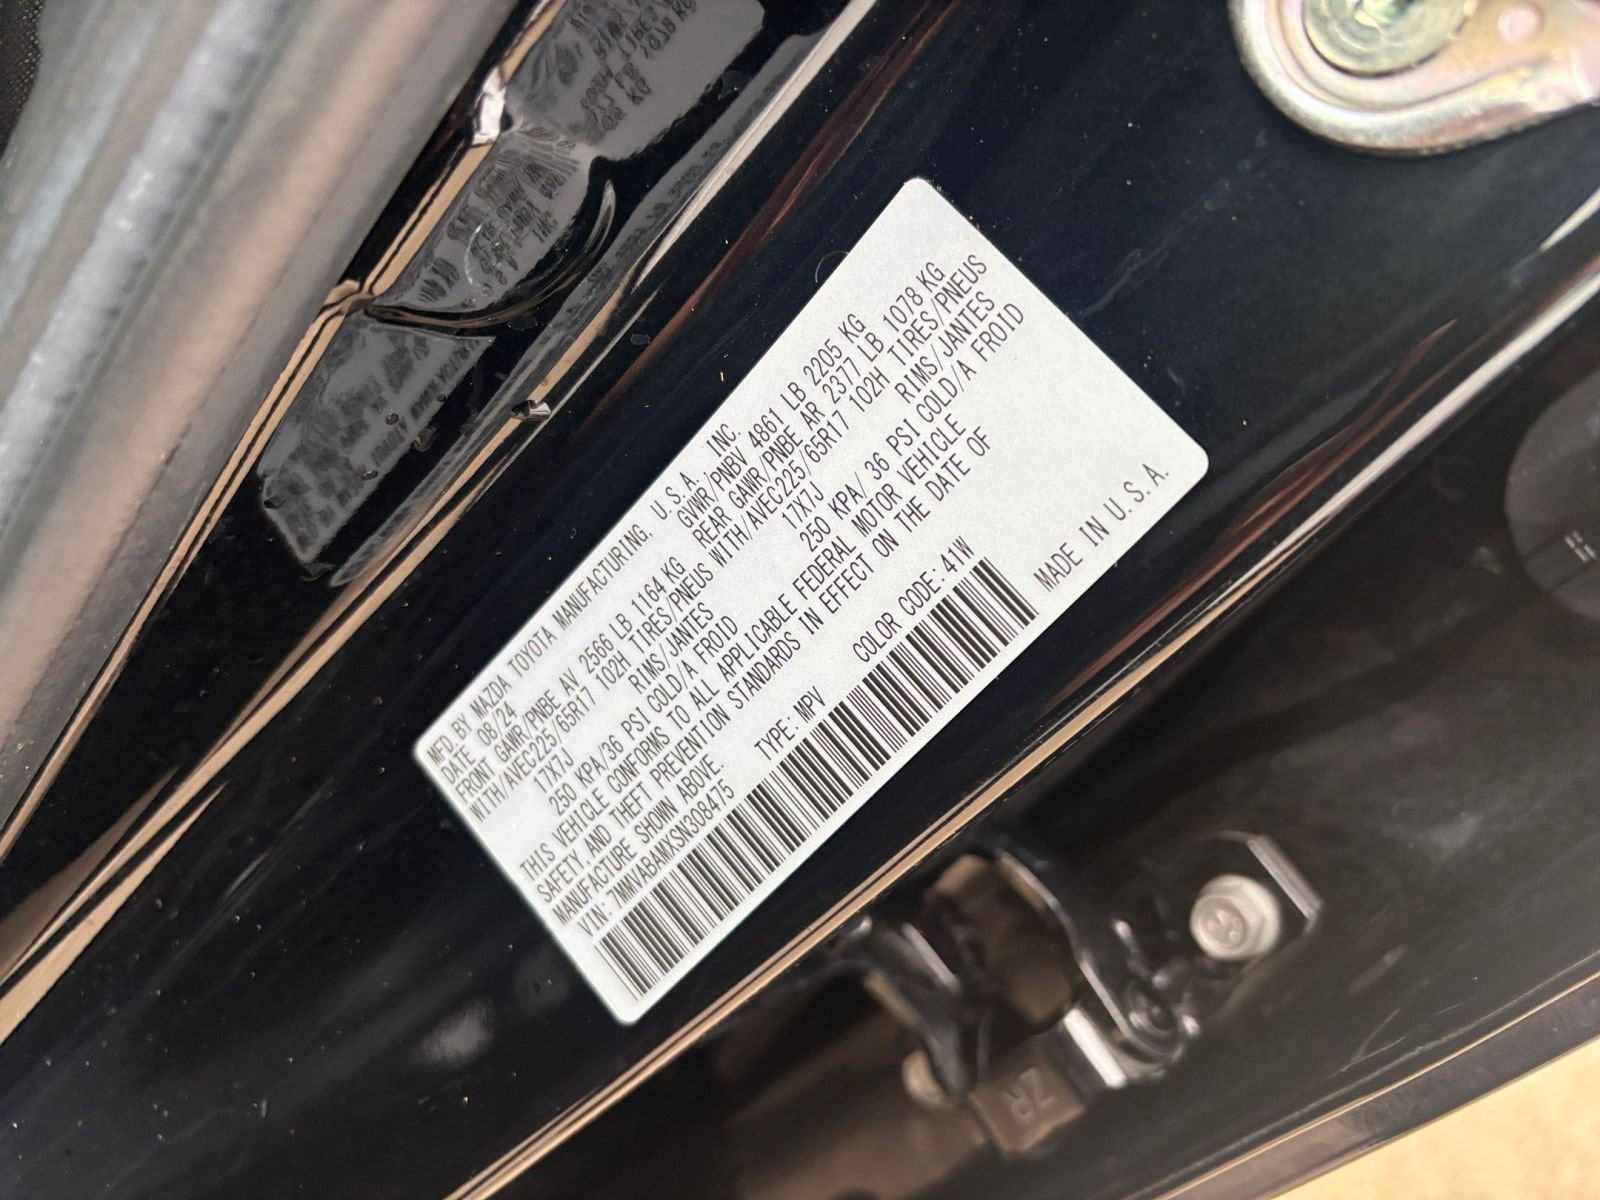 MFD. BY MAZDA TOYOTA MANUFACTURING, U.S.A. INC.
DATE 08/24 GVWR/PNBV 4861 LB 2205 KG
FRONT GAWR/PNBE AV 2566 LB 1164 KG REAR GAWR/PNBE AR 2377 LB 1078 KG
WITH/AVEC225/65R17 102H TIRES/PNEUS WITH/AVEC225/65R17 102H TIRES/PNEUS
17X7J RIMS/JANTES 17X7J RIMS/JANTES
250 KPA/36 PSI COLD/A FROID 250 KPA/ 36 PSI COLD/A FROID
THIS VEHICLE CONFORMS TO ALL APPLICABLE FEDERAL MOTOR VEHICLE
SAFETY AND THEFT PREVENTION STANDARDS IN EFFECT ON THE DATE OF
MANUFACTURE SHOWN ABOVE:
VIN: 7MMVABAMXSN308475 TYPE: MPV COLOR CODE: 41W
MADE IN U.S.A.
7R